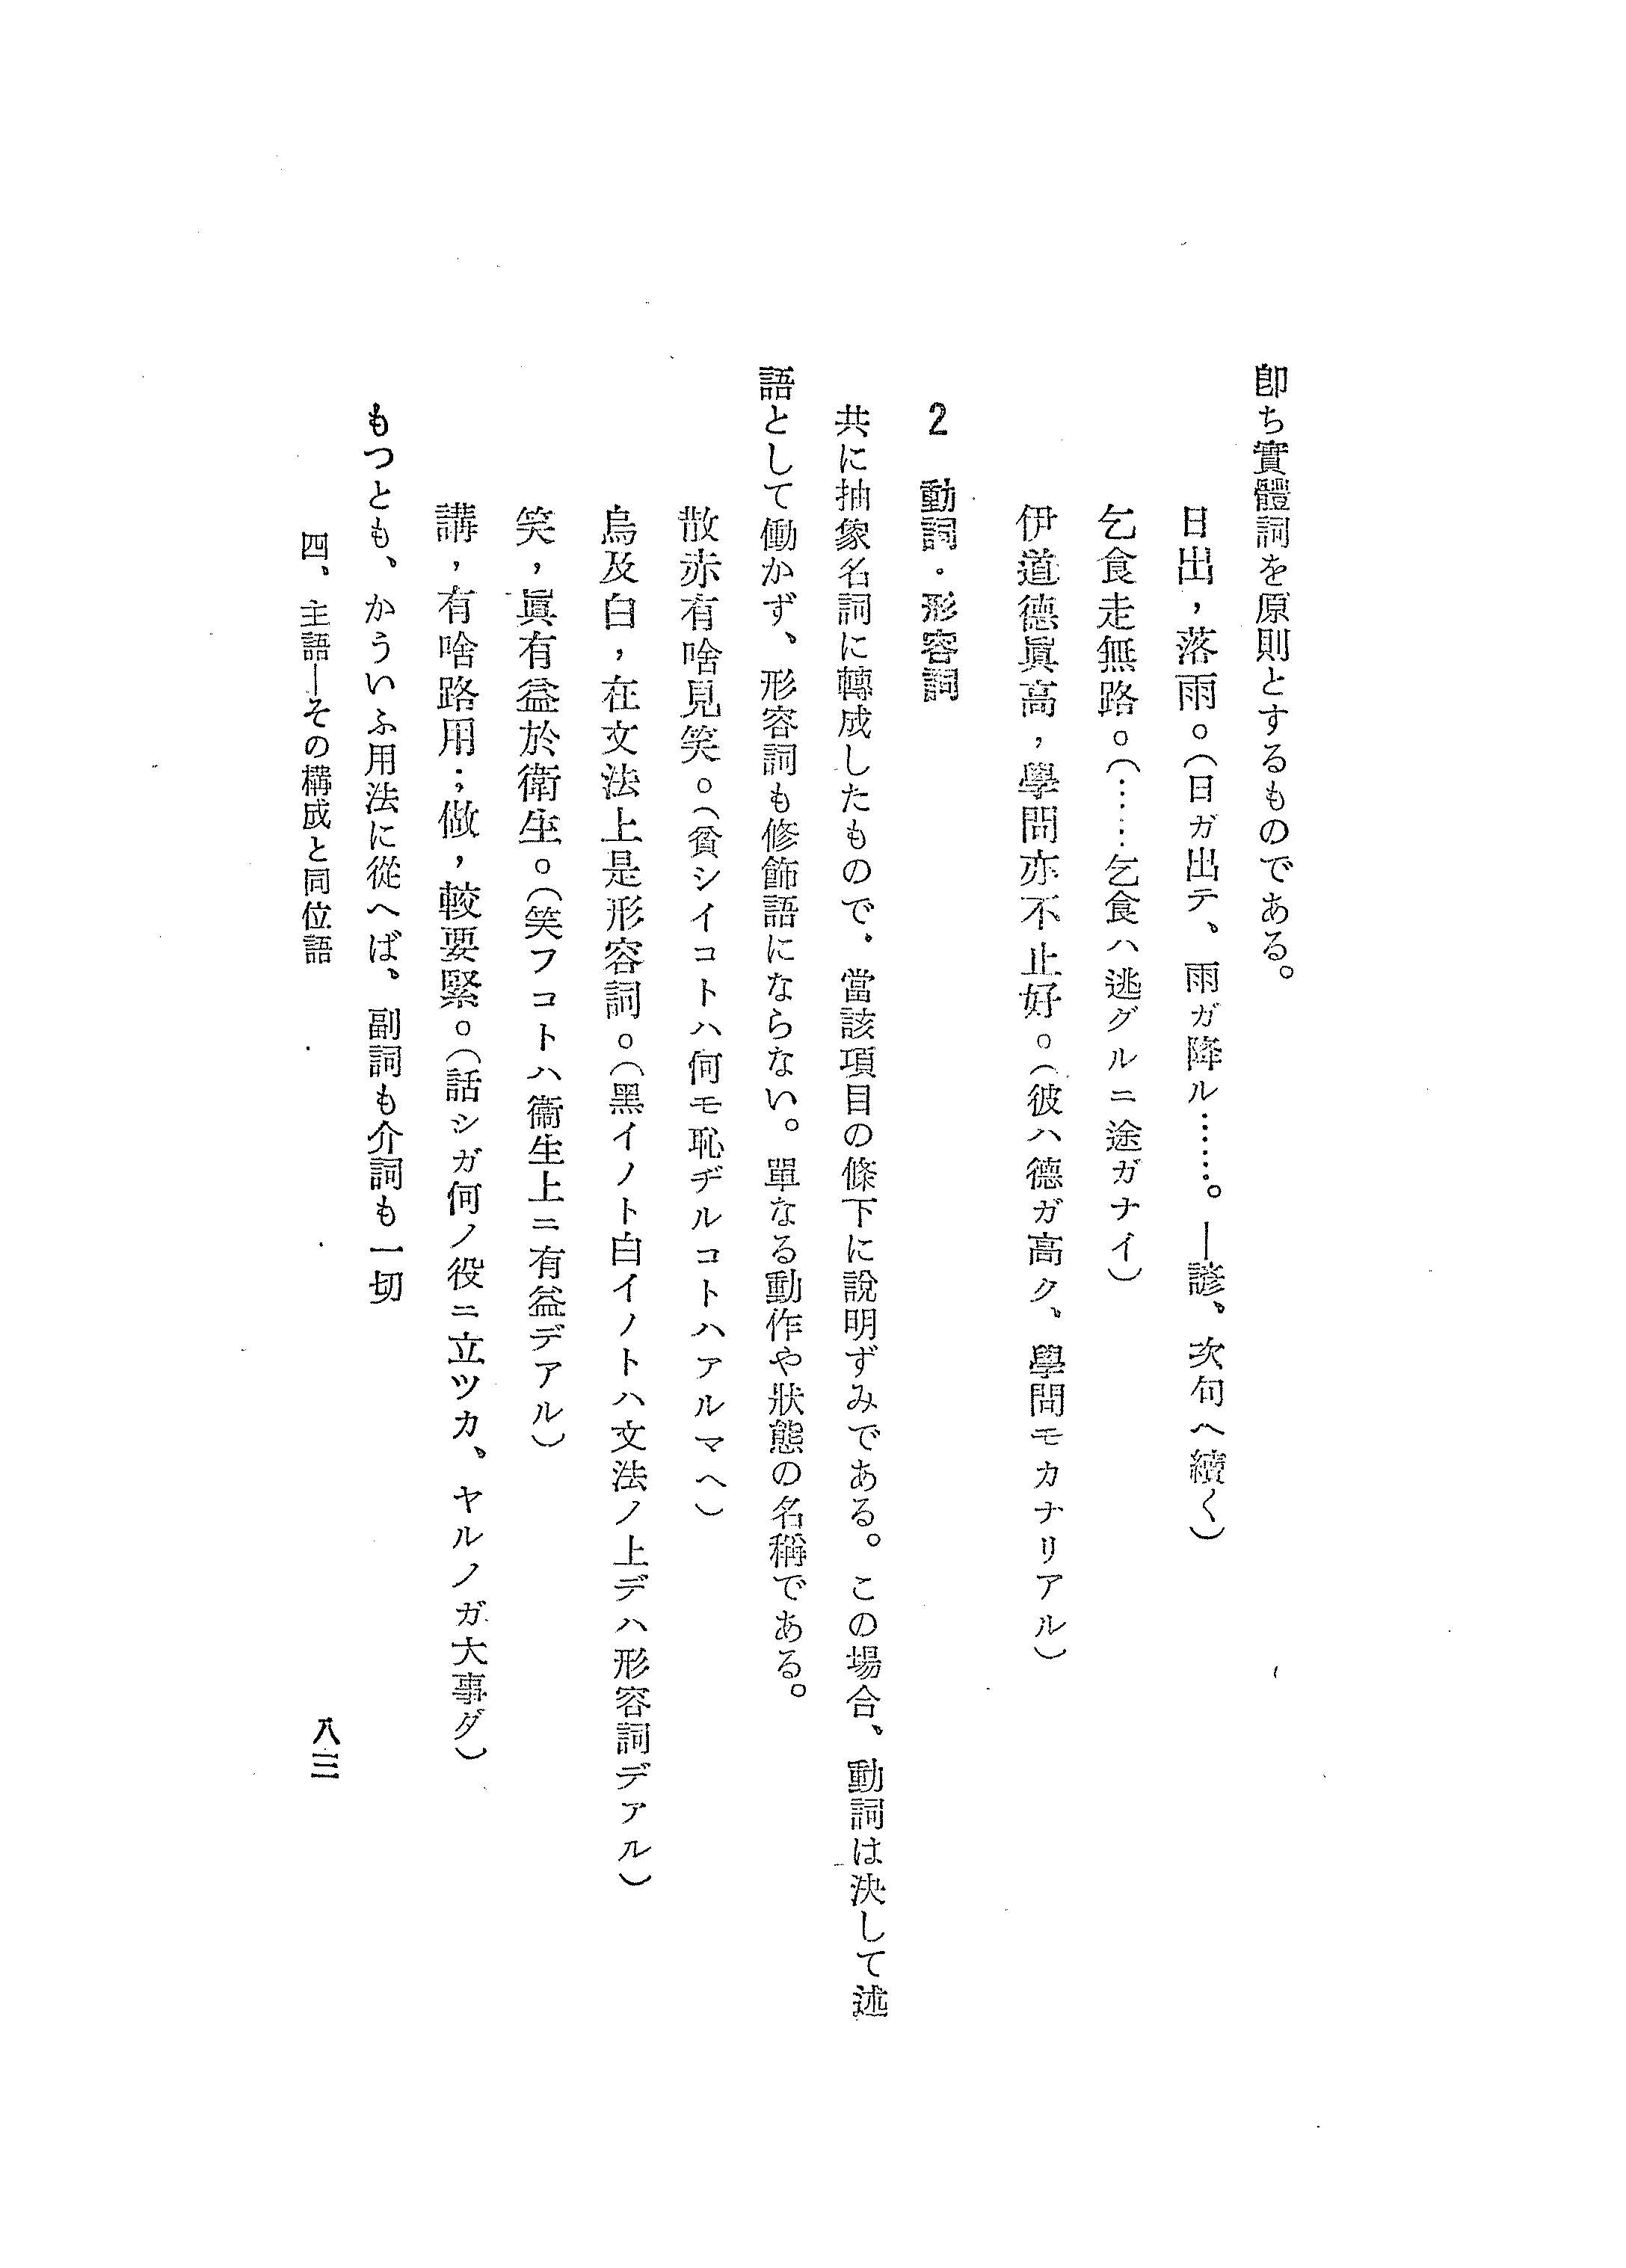 卽ち實體詞を原則とするものである。
日出，落雨。（日ガ出テ、雨ガ降ル……。—諺、次句へ續く）
乞食走無路。（……乞食ハ逃グルニ途ガナイ）
伊道德眞高，學問亦不止好。（彼ハ德ガ高ク、學問モカナリアル）
2　動詞・形容詞
共に抽象名詞に轉成したもので、當該項目の條下に說明ずみである。この場合、動詞は決して述
語として働かず、形容詞も修飾語にならない。單なる動作や狀態の名稱である。
散赤有啥見笑。（貧シイコトハ何モ恥ヂルコトハアルマヘ）
烏及白，在文法上是形容詞。（黑イノト白イノトハ文法ノ上デハ形容詞デアル）
笑，眞有益於衛生。（笑フコトハ衞生上ニ有益デアル）
講，有啥路用；做，較要緊。（話シガ何ノ役ニ立ツカ、ヤルノガ大事ダ）
もつとも、かういふ用法に從へば、副詞も介詞も一切
四、主語—その構成と同位語
八三